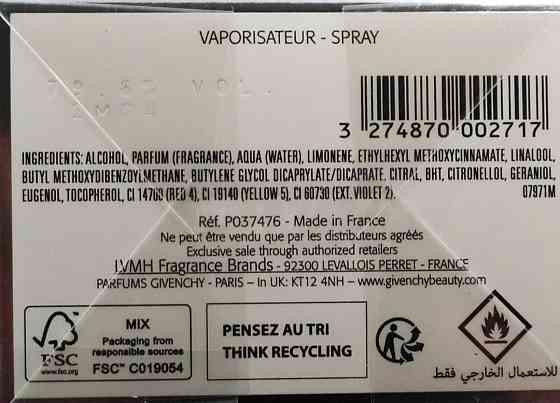 VAPORISATEUR - SPRAY
3 274870 002717
INGREDIENTS: ALCOHOL, PARFUM (FRAGRANCE), AQUA (WATER), LIMONENE, ETHYLHEXYL METHOXYCINNAMATE, LINALOOL,
BUTYL METHOXYDIBENZOYLMETHANE, BUTYLENE GLYCOL DICAPRYLATE/DICAPRATE, CITRAL, BHT, CITRONELLOL, GERANIOL,
EUGENOL, TOCOPHEROL, CI 14700 (RED 4), CI 19140 (YELLOW 5), CI 60730 (EXT. VIOLET 2). 07971M
Réf. P037476 - Made in France
Ne peut être vendu que par les distributeurs agréés
Exclusive sale through authorized retailers
LVMH Fragrance Brands - 92300 LEVALLOIS PERRET - FRANCE
PARFUMS GIVENCHY - PARIS – In UK: KT12 4NH – www.givenchybeauty.com
FSC
www.fsc.org
MIX
Packaging from
responsible sources
FSC™ C019054
PENSEZ AU TRI
THINK RECYCLING
للاستعمال الخارجي فقط